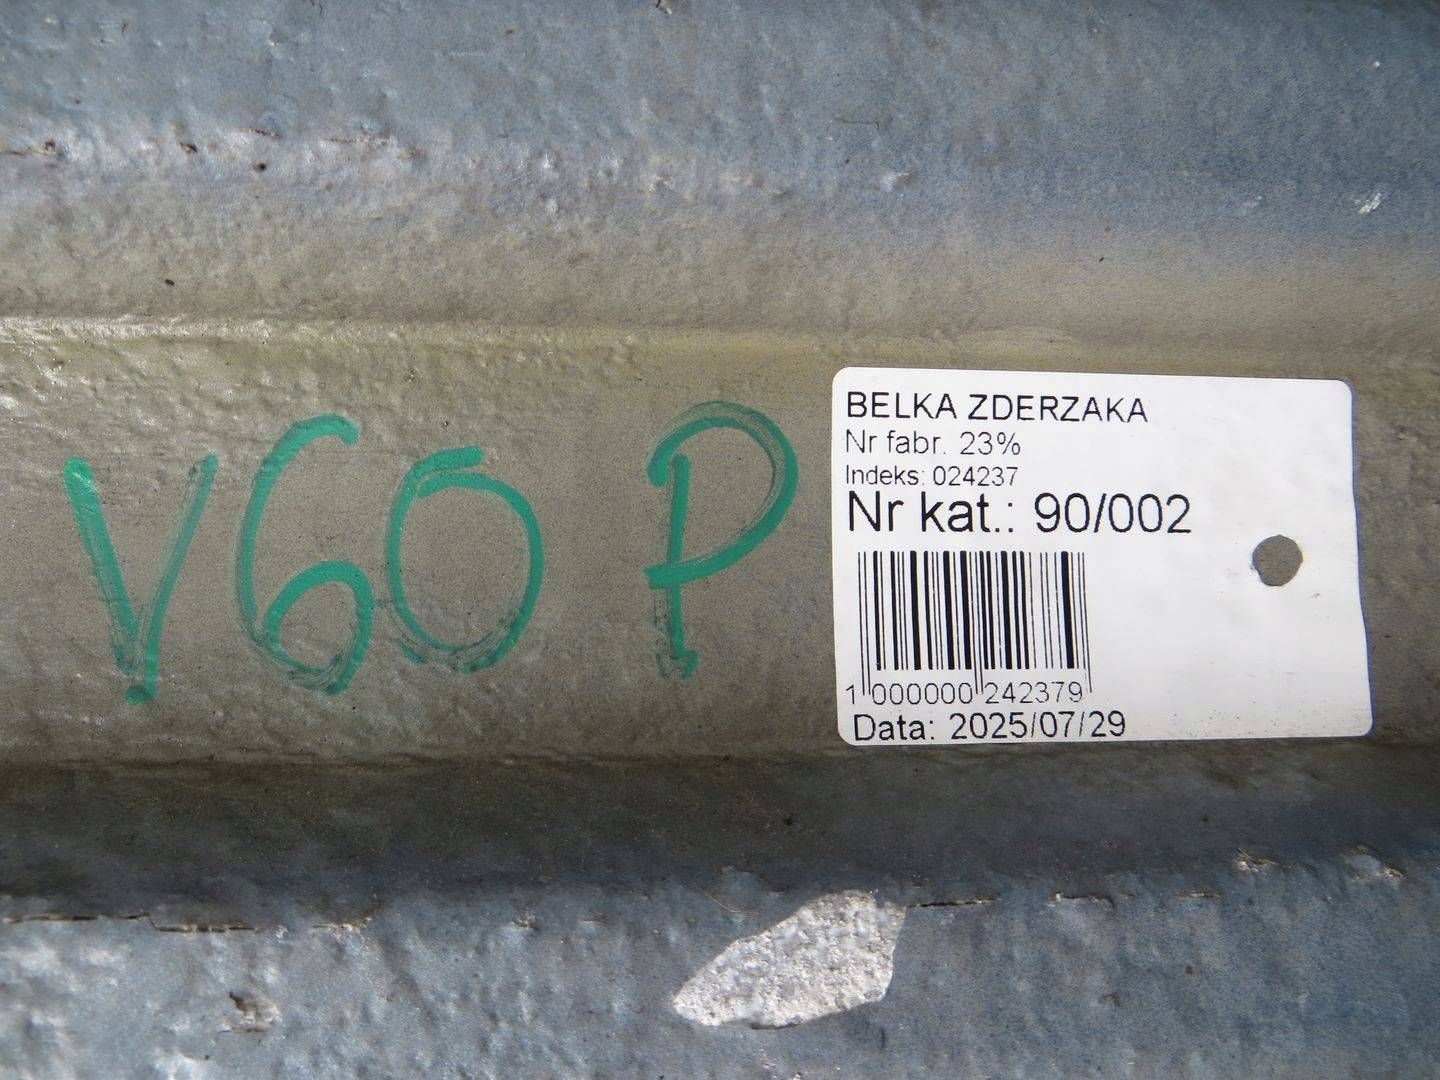 V60 P
BELKA ZDERZAKA
Nr fabr. 23%
Indeks: 024237
Nr kat.: 90/002
1 000000 242379
Data: 2025/07/29